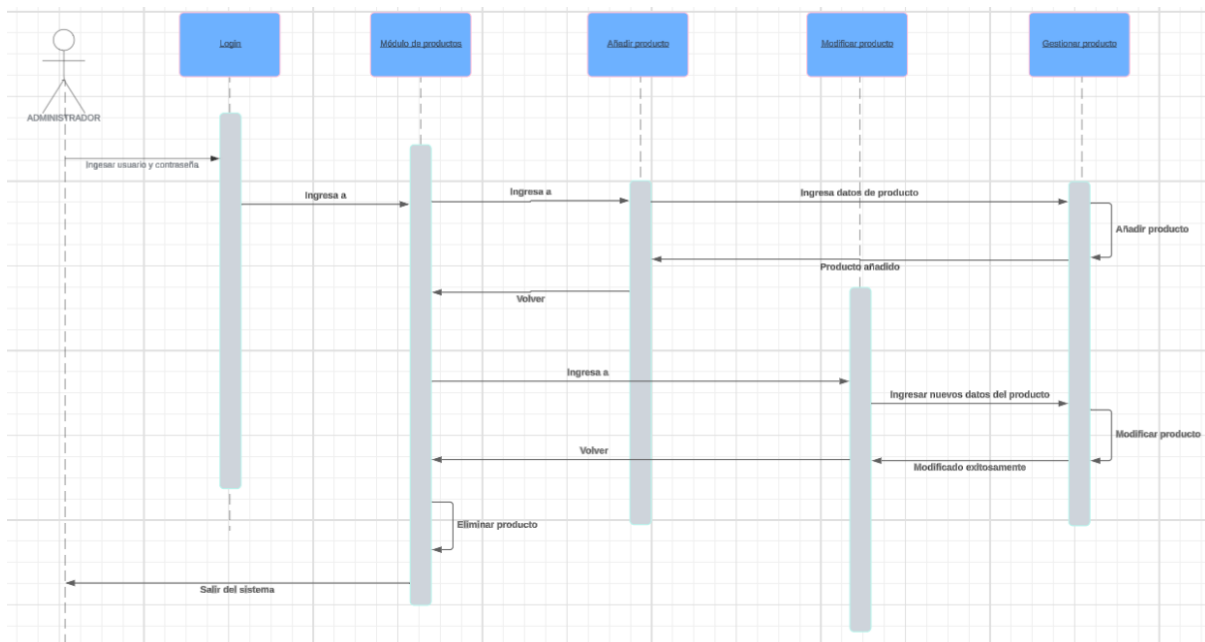 Login
Módulo de productos
Añadir producto
Modificar producto
Gestionar producto
ADMINISTRADOR
Ingesar usuario y contraseña
Ingresa a
Ingresa a
Ingresa datos de producto
Añadir producto
Producto añadido
Volver
Ingresa a
Ingresar nuevos datos del producto
Modificar producto
Volver
Modificado exitosamente
Eliminar producto
Salir del sistema